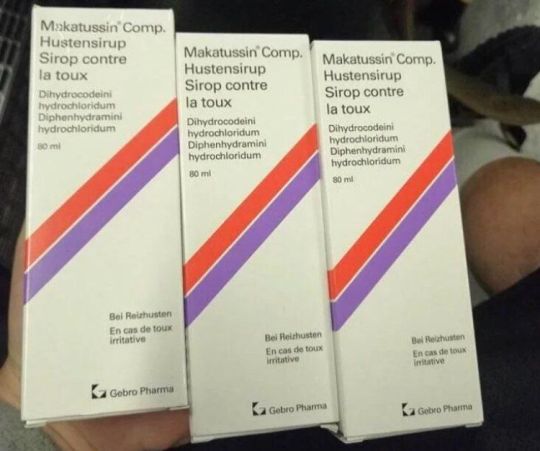 Makatussin® Comp.
Hustensirup
Sirop contre
la toux
Dihydrocodeini
hydrochloridum
Diphenhydramini
hydrochloridum
80 ml
Bei Reizhusten
En cas de toux
irritative
Gebro Pharma
Makatussin® Comp.
Hustensirup
Sirop contre
la toux
Dihydrocodeini
hydrochloridum
Diphenhydramini
hydrochloridum
80 ml
Bei Reizhusten
En cas de toux
irritative
Gebro Pharma
Makatussin® Comp.
Hustensirup
Sirop contre
la toux
Dihydrocodeini
hydrochloridum
Diphenhydramini
hydrochloridum
80 ml
Bei Reizhusten
En cas de toux
irritative
Gebro Pharma